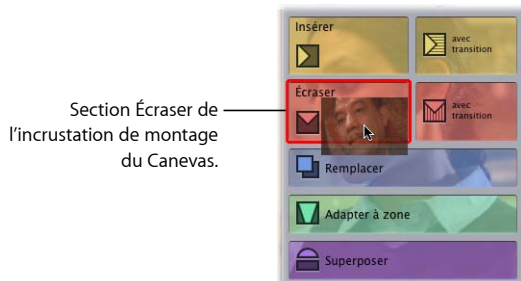 Insérer
avec
transition
Écraser
avec
transition
Section Écraser de
l'incrustation de montage
du Canevas.
Remplacer
Adapter à zone
Superposer